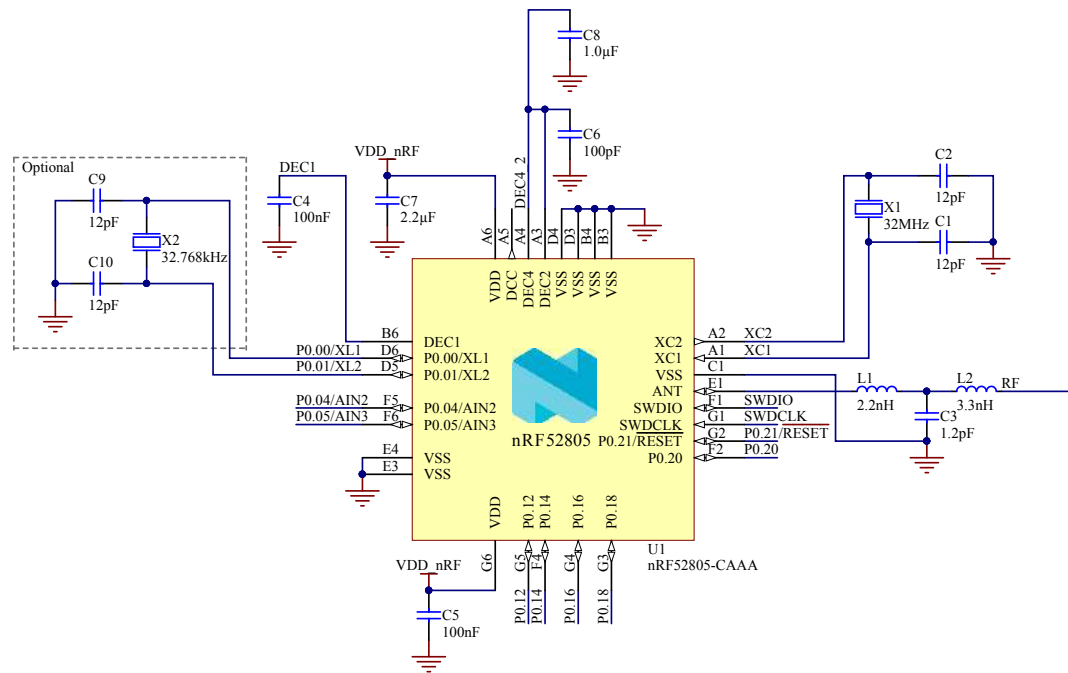 C8
1.0µF
C6
100pF
Optional
C9
12pF
X2
32.768kHz
C10
12pF
DEC1
C4
100nF
VDD_nRF
C7
2.2µF
DEC4_2
A6
A5
A4
A3
D4
D3
B4
B3
VDD
DCC
DEC4
DEC2
VSS
VSS
VSS
VSS
C2
12pF
X1
32MHz
C1
12pF
B6
DEC1
P0.00/XL1
D6
P0.00/XL1
P0.01/XL2
D5
P0.01/XL2
P0.04/AIN2
F5
P0.04/AIN2
P0.05/AIN3
F6
P0.05/AIN3
E4
VSS
E3
VSS
nRF52805
XC2
A2
XC2
XC1
A1
XC1
VSS
C1
ANT
E1
SWDIO
F1
SWDIO
SWDCLK
G1
SWDCLK
P0.21/RESET
G2
P0.21/RESET
P0.20
F2
P0.20
L1
2.2nH
L2
3.3nH
RF
C3
1.2pF
VDD
P0.12
P0.14
P0.16
P0.18
G6
G5
F4
G4
G3
P0.12
P0.14
P0.16
P0.18
U1
nRF52805-CAAA
VDD_nRF
C5
100nF